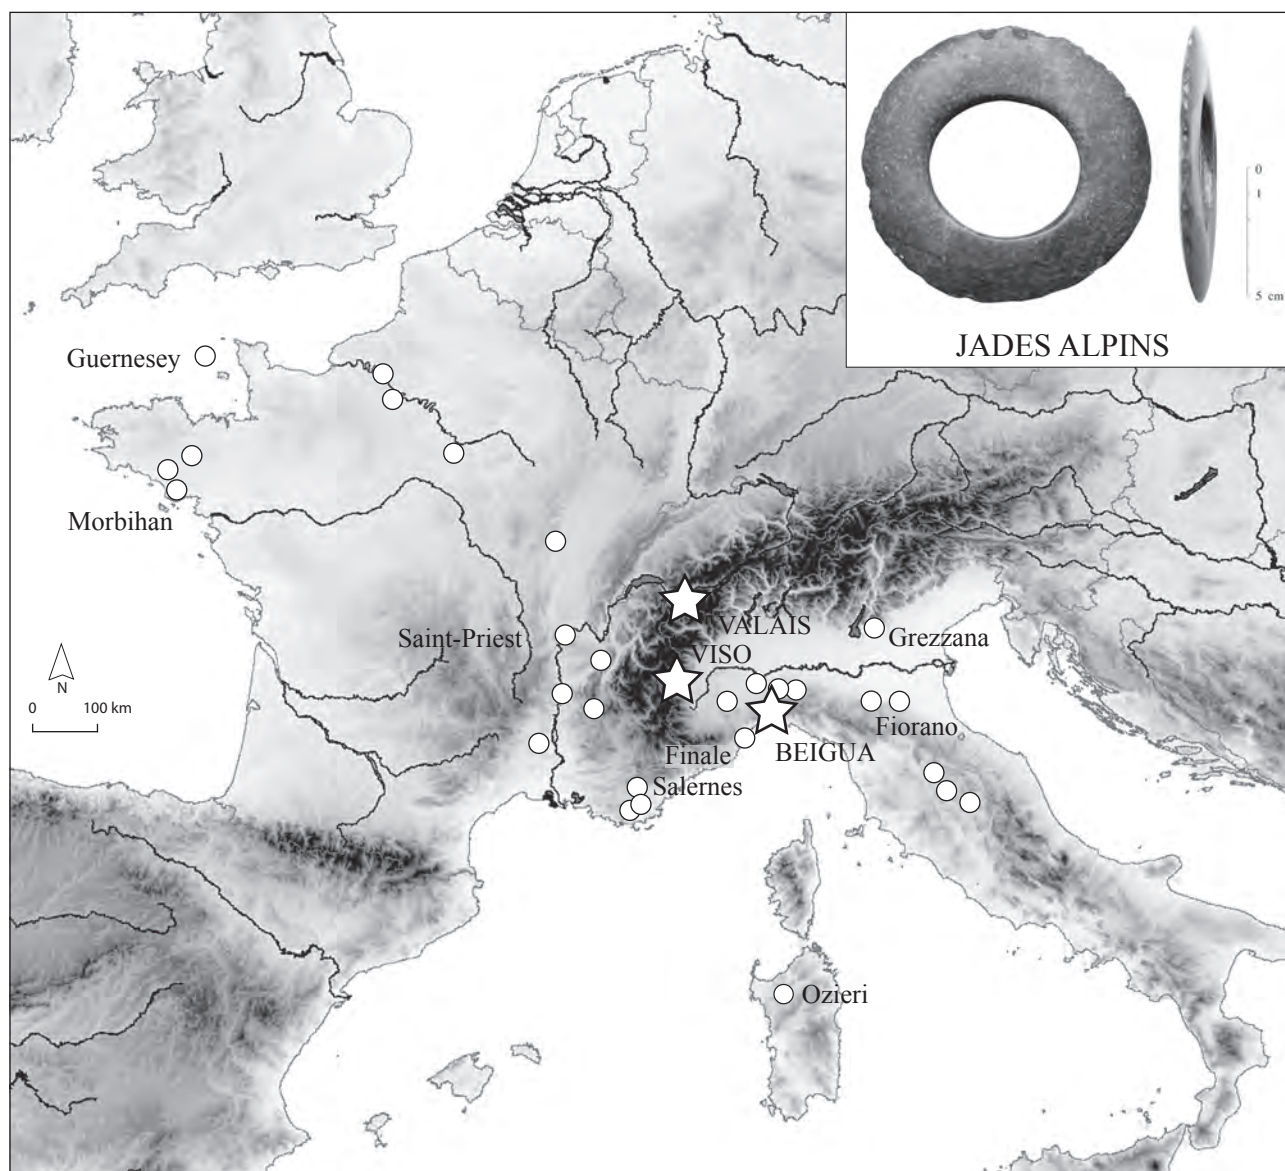 0
1
5 cm
JADES ALPINS
Guernesey
Morbihan
Saint-Priest
VALAIS
Grezzana
VISO
N
0 100 km
Fiorano
Finale
BEIGUA
Salernes
Ozieri